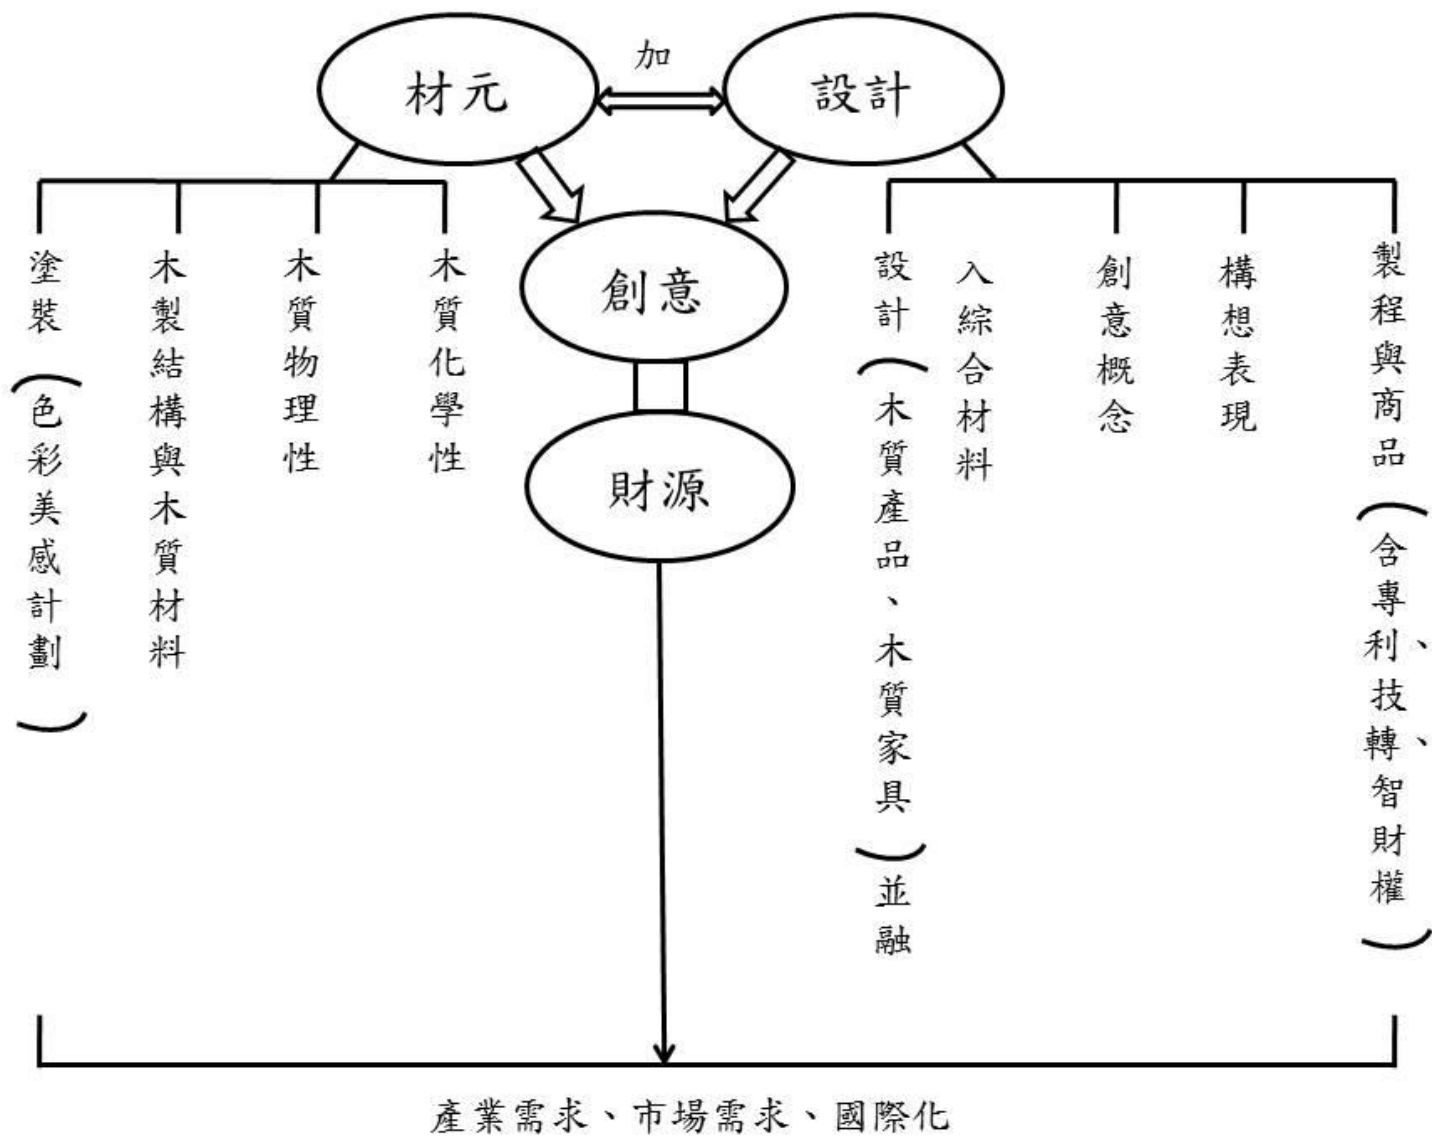 材元
加
設計
創意
財源
塗裝(色彩美感計劃)
木製結構與木質材料
木質物理性
木質化學性
設計(木質產品、木質家具)並融
入綜合材料
創意概念
構想表現
製程與商品(含專利、技轉、智財權)
產業需求、市場需求、國際化